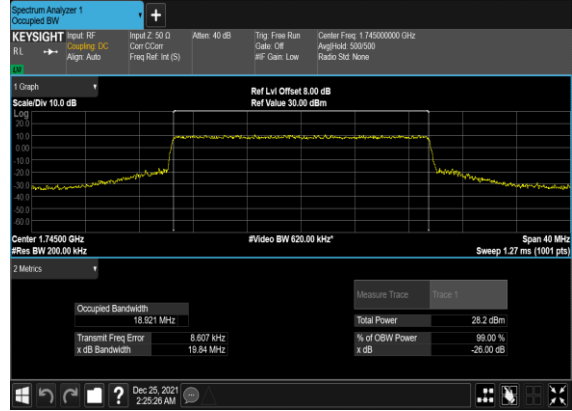 Spectrum Analyzer 1
Occupied BW
KEYSIGHT
RL
Input: RF
Coupling: DC
Align: Auto
Input Z: 50 Ω
Corr CCorr
Freq Ref: Int (S)
Atten: 40 dB
Trig: Free Run
Gate: Off
#IF Gain: Low
Center Freq: 1.745000000 GHz
Avg|Hold: 500/500
Radio Std: None
1 Graph
Scale/Div 10.0 dB
Ref Lvl Offset 8.00 dB
Ref Value 30.00 dBm
Log
20.0
10.0
0.00
-10.0
-20.0
-30.0
-40.0
-50.0
-60.0
Center 1.74500 GHz
#Video BW 620.00 kHz*
Span 40 MHz
#Res BW 200.00 kHz
Sweep 1.27 ms (1001 pts)
2 Metrics
Measure Trace
Trace 1
Occupied Bandwidth
18.921 MHz
Total Power
28.2 dBm
Transmit Freq Error
8.607 kHz
% of OBW Power
99.00 %
x dB Bandwidth
19.84 MHz
x dB
-26.00 dB
?
Dec 25, 2021
2:25:26 AM